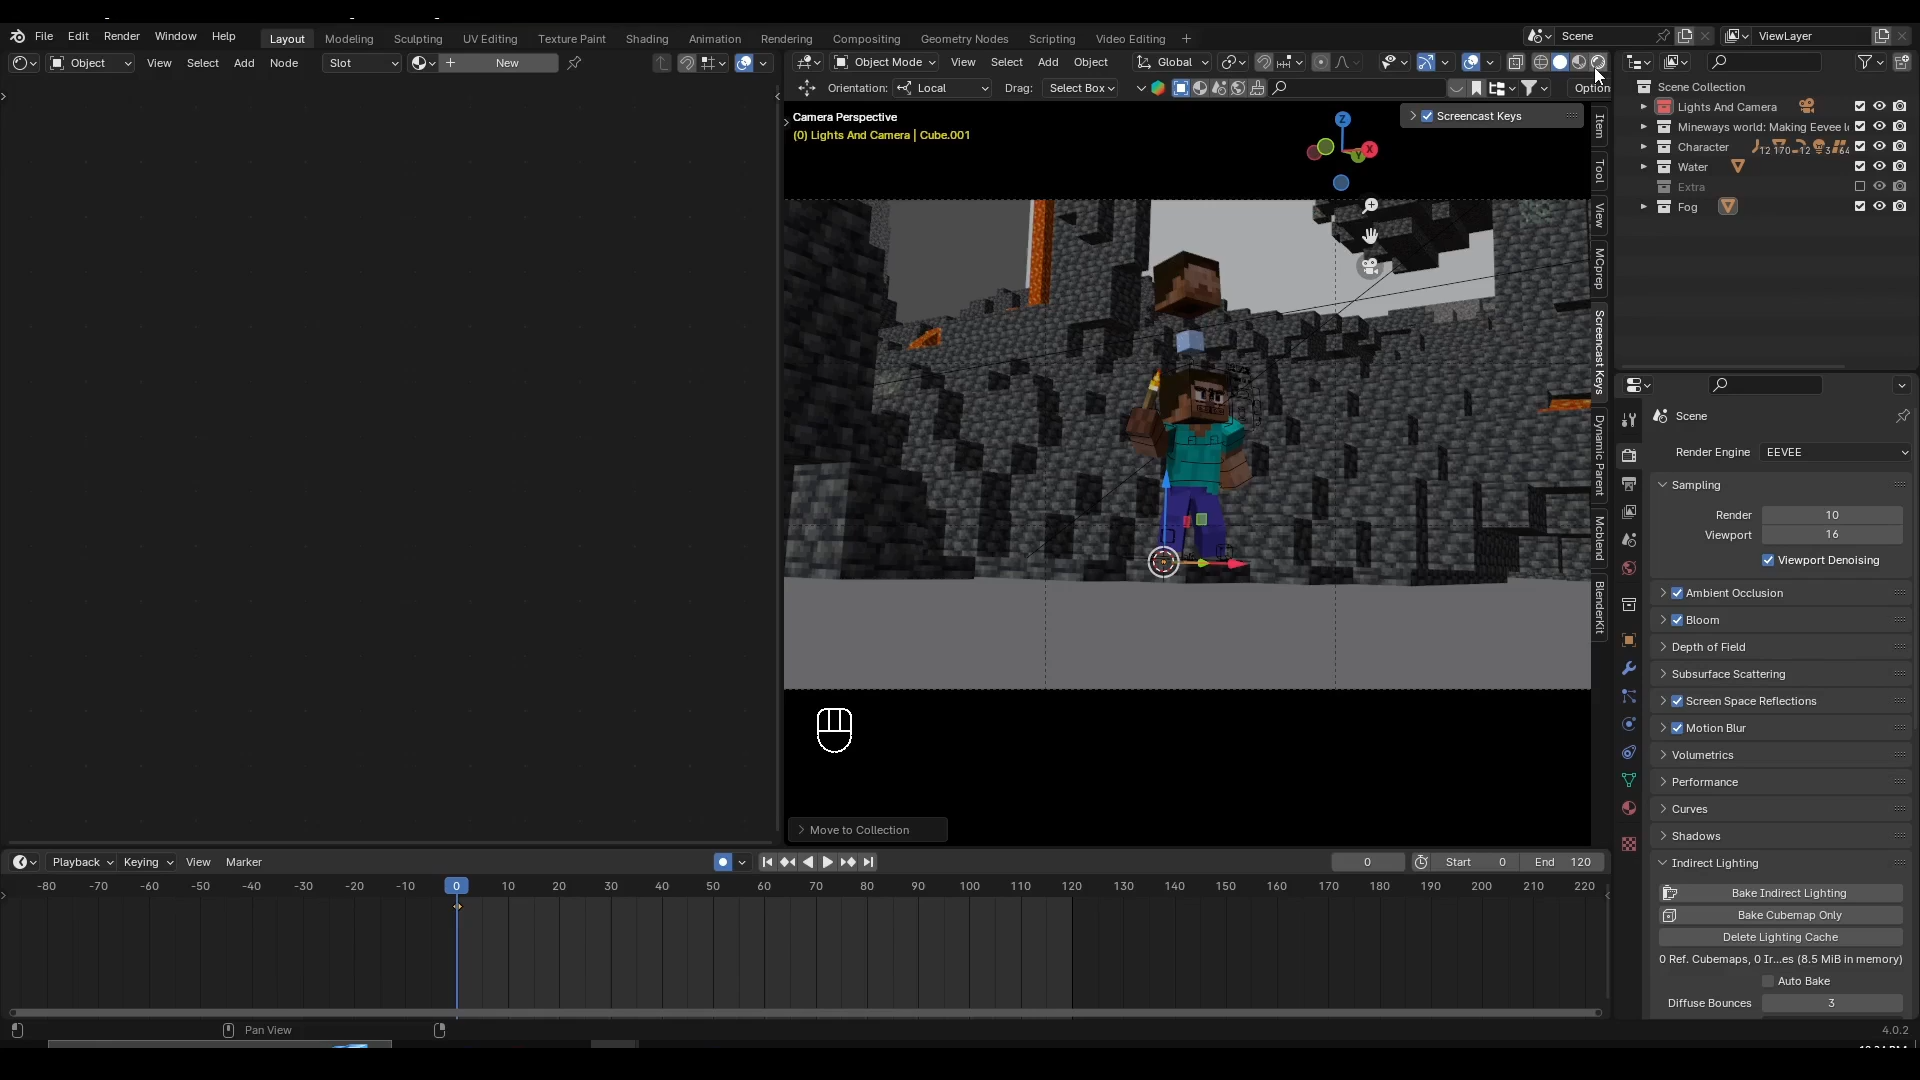 File Edit Render Window Help
Layout Modeling Sculpting UV Editing Texture Paint Shading Animation Rendering Compositing Geometry Nodes Scripting Video Editing +
Scene
ViewLayer
Object View Select Add Node Slot New
Object Mode View Select Add Object Global
Orientation: Local Drag: Select Box
Option
Camera Perspective
(0) Lights And Camera | Cube.001
Screencast Keys
Z
X
Y
Item
Tool
View
MCprep
Screencast Keys
Dynamic Parent
Mcblend
BlenderKit
Move to Collection
Scene Collection
Lights And Camera
Mineways world: Making Eevee l
Character 12 170 12 3 64
Water
Extra
Fog
Scene
Render Engine EEVEE
Sampling
Render 10
Viewport 16
Viewport Denoising
Ambient Occlusion
Bloom
Depth of Field
Subsurface Scattering
Screen Space Reflections
Motion Blur
Volumetrics
Performance
Curves
Shadows
Indirect Lighting
Bake Indirect Lighting
Bake Cubemap Only
Delete Lighting Cache
0 Ref. Cubemaps, 0 Ir...es (8.5 MiB in memory)
Auto Bake
Diffuse Bounces 3
Playback Keying View Marker
0 Start 0 End 120
-80 -70 -60 -50 -40 -30 -20 -10 0 10 20 30 40 50 60 70 80 90 100 110 120 130 140 150 160 170 180 190 200 210 220
Pan View
4.0.2